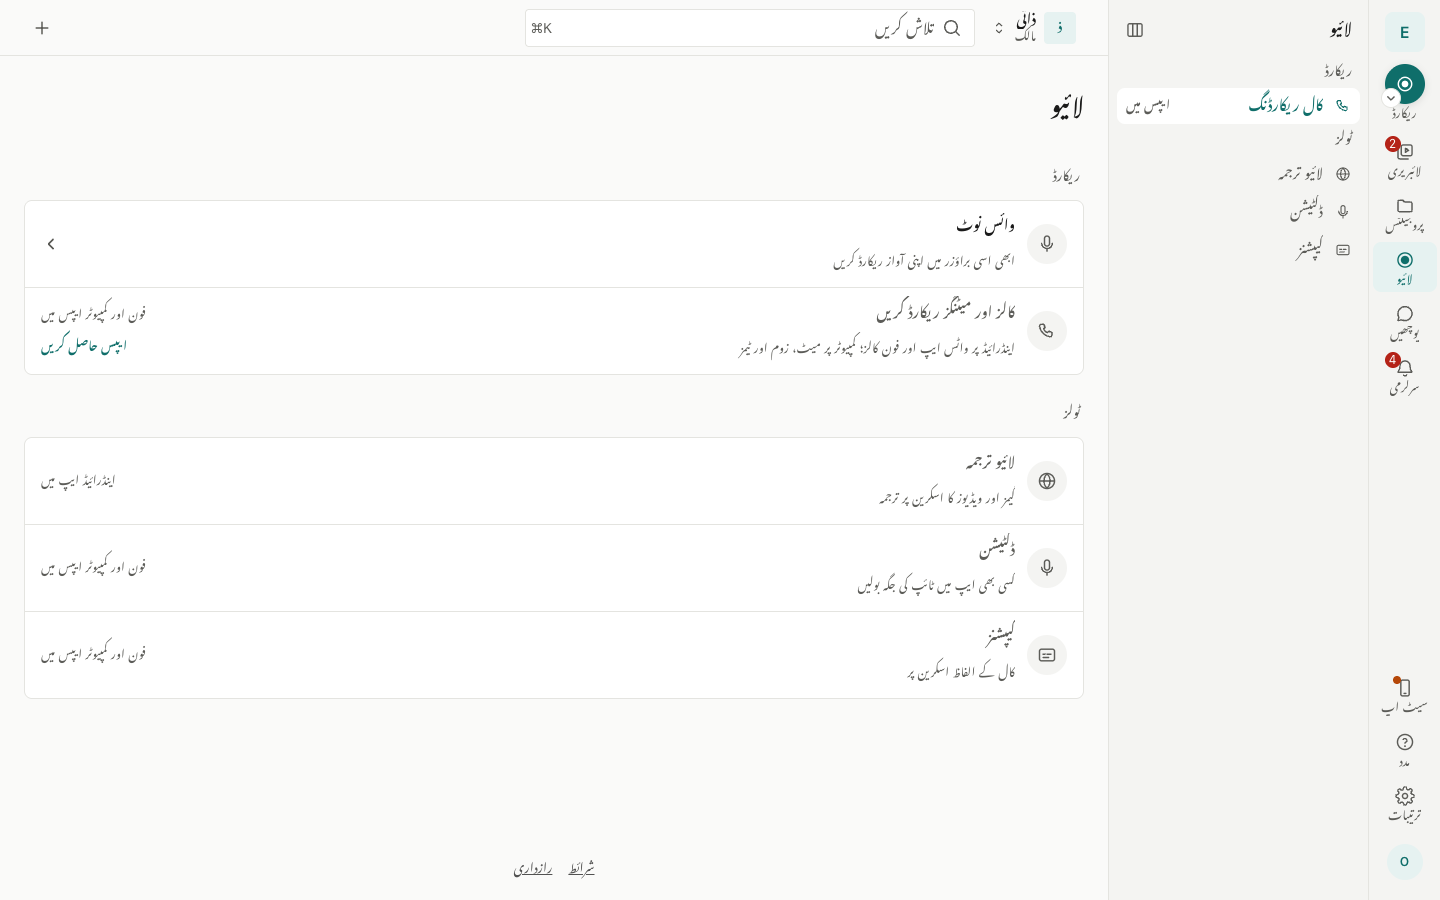 E
ریکارڈ
2
لائبریری
پروجیکٹس
لائیو
پوچھیں
4
سرگرمی
سیٹ اپ
مدد
ترتیبات
O
لائیو
ریکارڈ
کال ریکارڈنگ
ایپس میں
ٹولز
لائیو ترجمہ
ڈکٹیشن
کیپشنز
ذ
ذاتی
مالک
تلاش کریں
⌘K
لائیو
ریکارڈ
وائس نوٹ
ابھی اسی براؤزر میں اپنی آواز ریکارڈ کریں
کالز اور میٹنگز ریکارڈ کریں
اینڈرائیڈ پر واٹس ایپ اور فون کالز؛ کمپیوٹر پر میٹ، زوم اور ٹیمز
فون اور کمپیوٹر ایپس میں
ایپس حاصل کریں
ٹولز
لائیو ترجمہ
گیمز اور ویڈیوز کا اسکرین پر ترجمہ
اینڈرائیڈ ایپ میں
ڈکٹیشن
کسی بھی ایپ میں ٹائپ کی جگہ بولیں
فون اور کمپیوٹر ایپس میں
کیپشنز
کال کے الفاظ اسکرین پر
فون اور کمپیوٹر ایپس میں
شرائط
رازداری